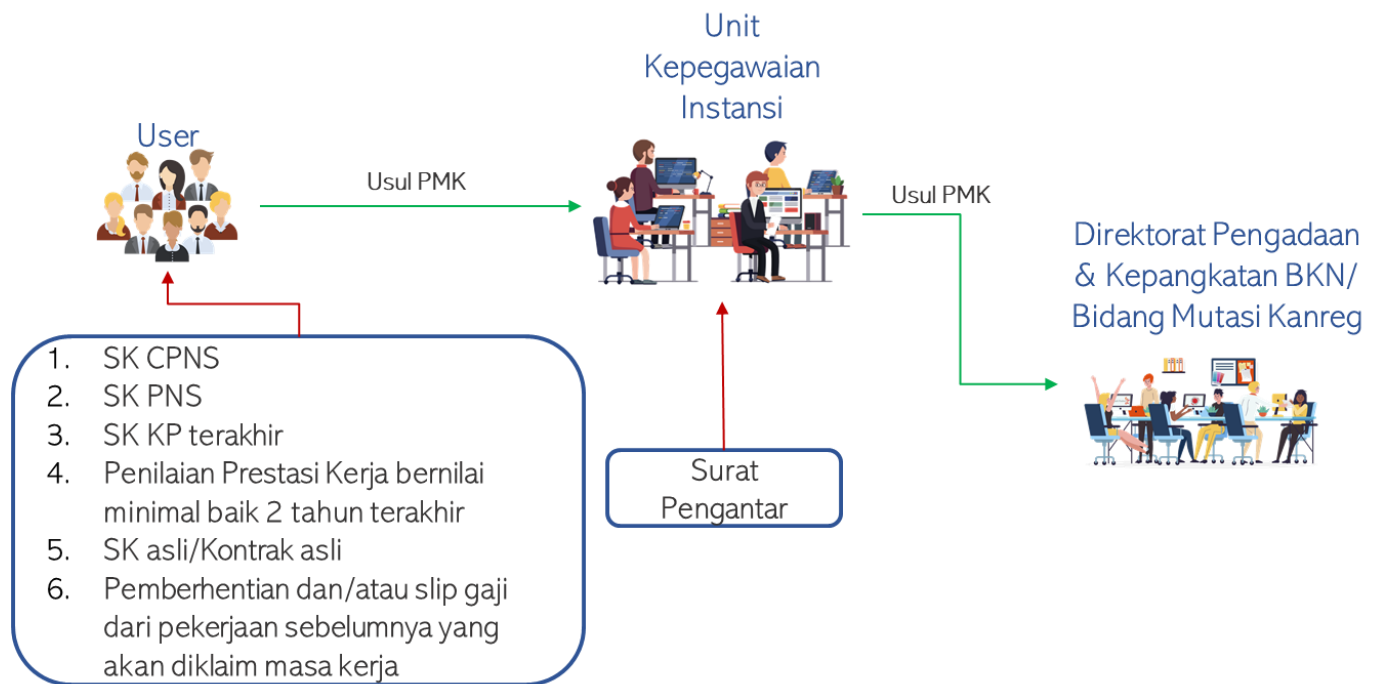 Unit
Kepegawaian
Instansi
User
Usul PMK
Usul PMK
Direktorat Pengadaan
& Kepangkatan BKN/
Bidang Mutasi Kanreg
1. SK CPNS
2. SK PNS
3. SK KP terakhir
4. Penilaian Prestasi Kerja bernilai
minimal baik 2 tahun terakhir
5. SK asli/Kontrak asli
6. Pemberhentian dan/atau slip gaji
dari pekerjaan sebelumnya yang
akan diklaim masa kerja
Surat
Pengantar